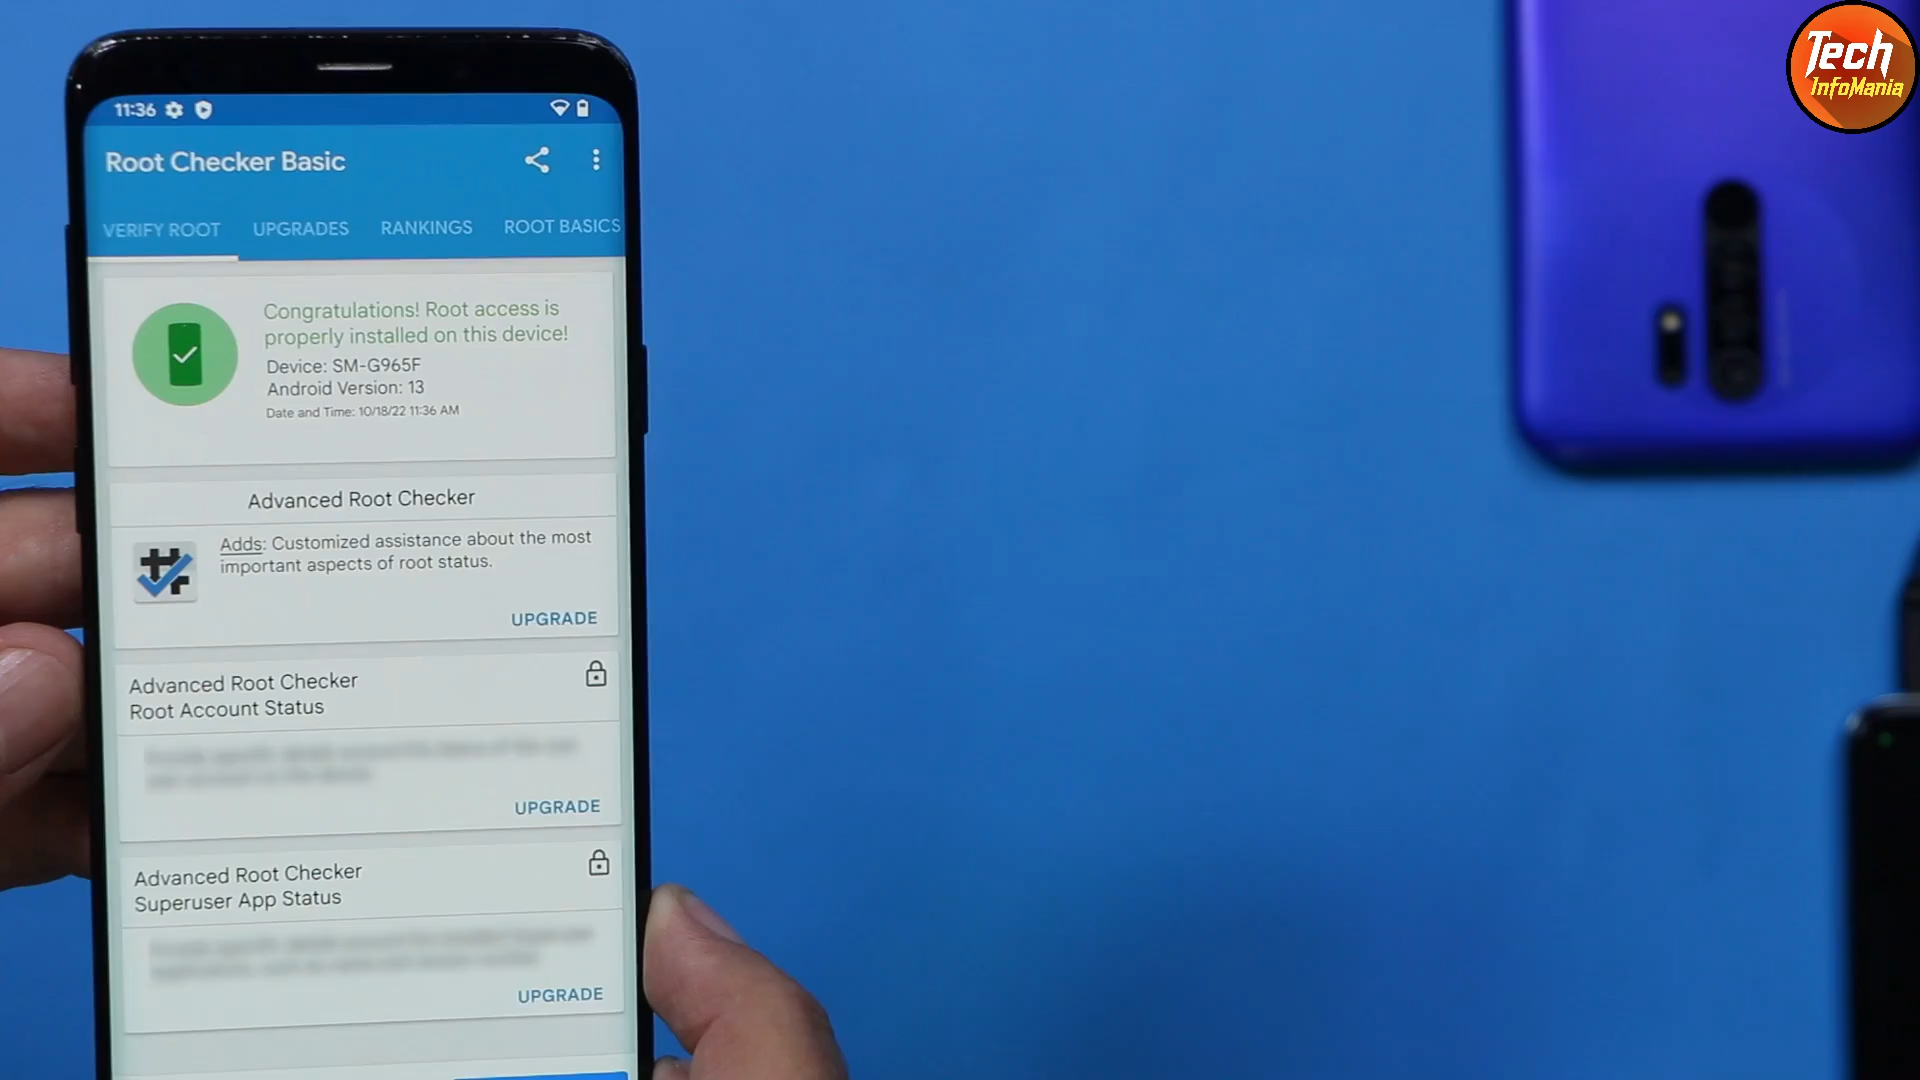 Tech
InfoMania
11:36
Root Checker Basic
VERIFY ROOT UPGRADES RANKINGS ROOT BASICS
Congratulations! Root access is
properly installed on this device!
Device: SM-G965F
Android Version: 13
Date and Time: 10/18/22 11:36 AM
Advanced Root Checker
Adds: Customized assistance about the most
important aspects of root status.
UPGRADE
Advanced Root Checker
Root Account Status
UPGRADE
Advanced Root Checker
Superuser App Status
UPGRADE